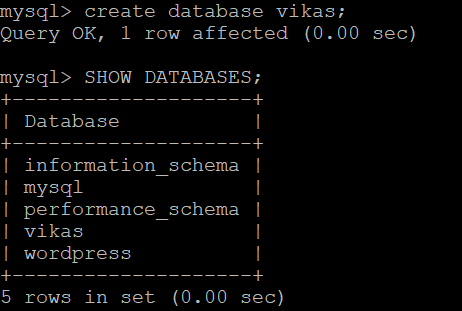 mysql> create database vikas;
Query OK, 1 row affected (0.00 sec)
mysql> SHOW DATABASES;
+--------------------+
| Database           |
+--------------------+
| information_schema |
| mysql              |
| performance_schema |
| vikas              |
| wordpress          |
+--------------------+
5 rows in set (0.00 sec)